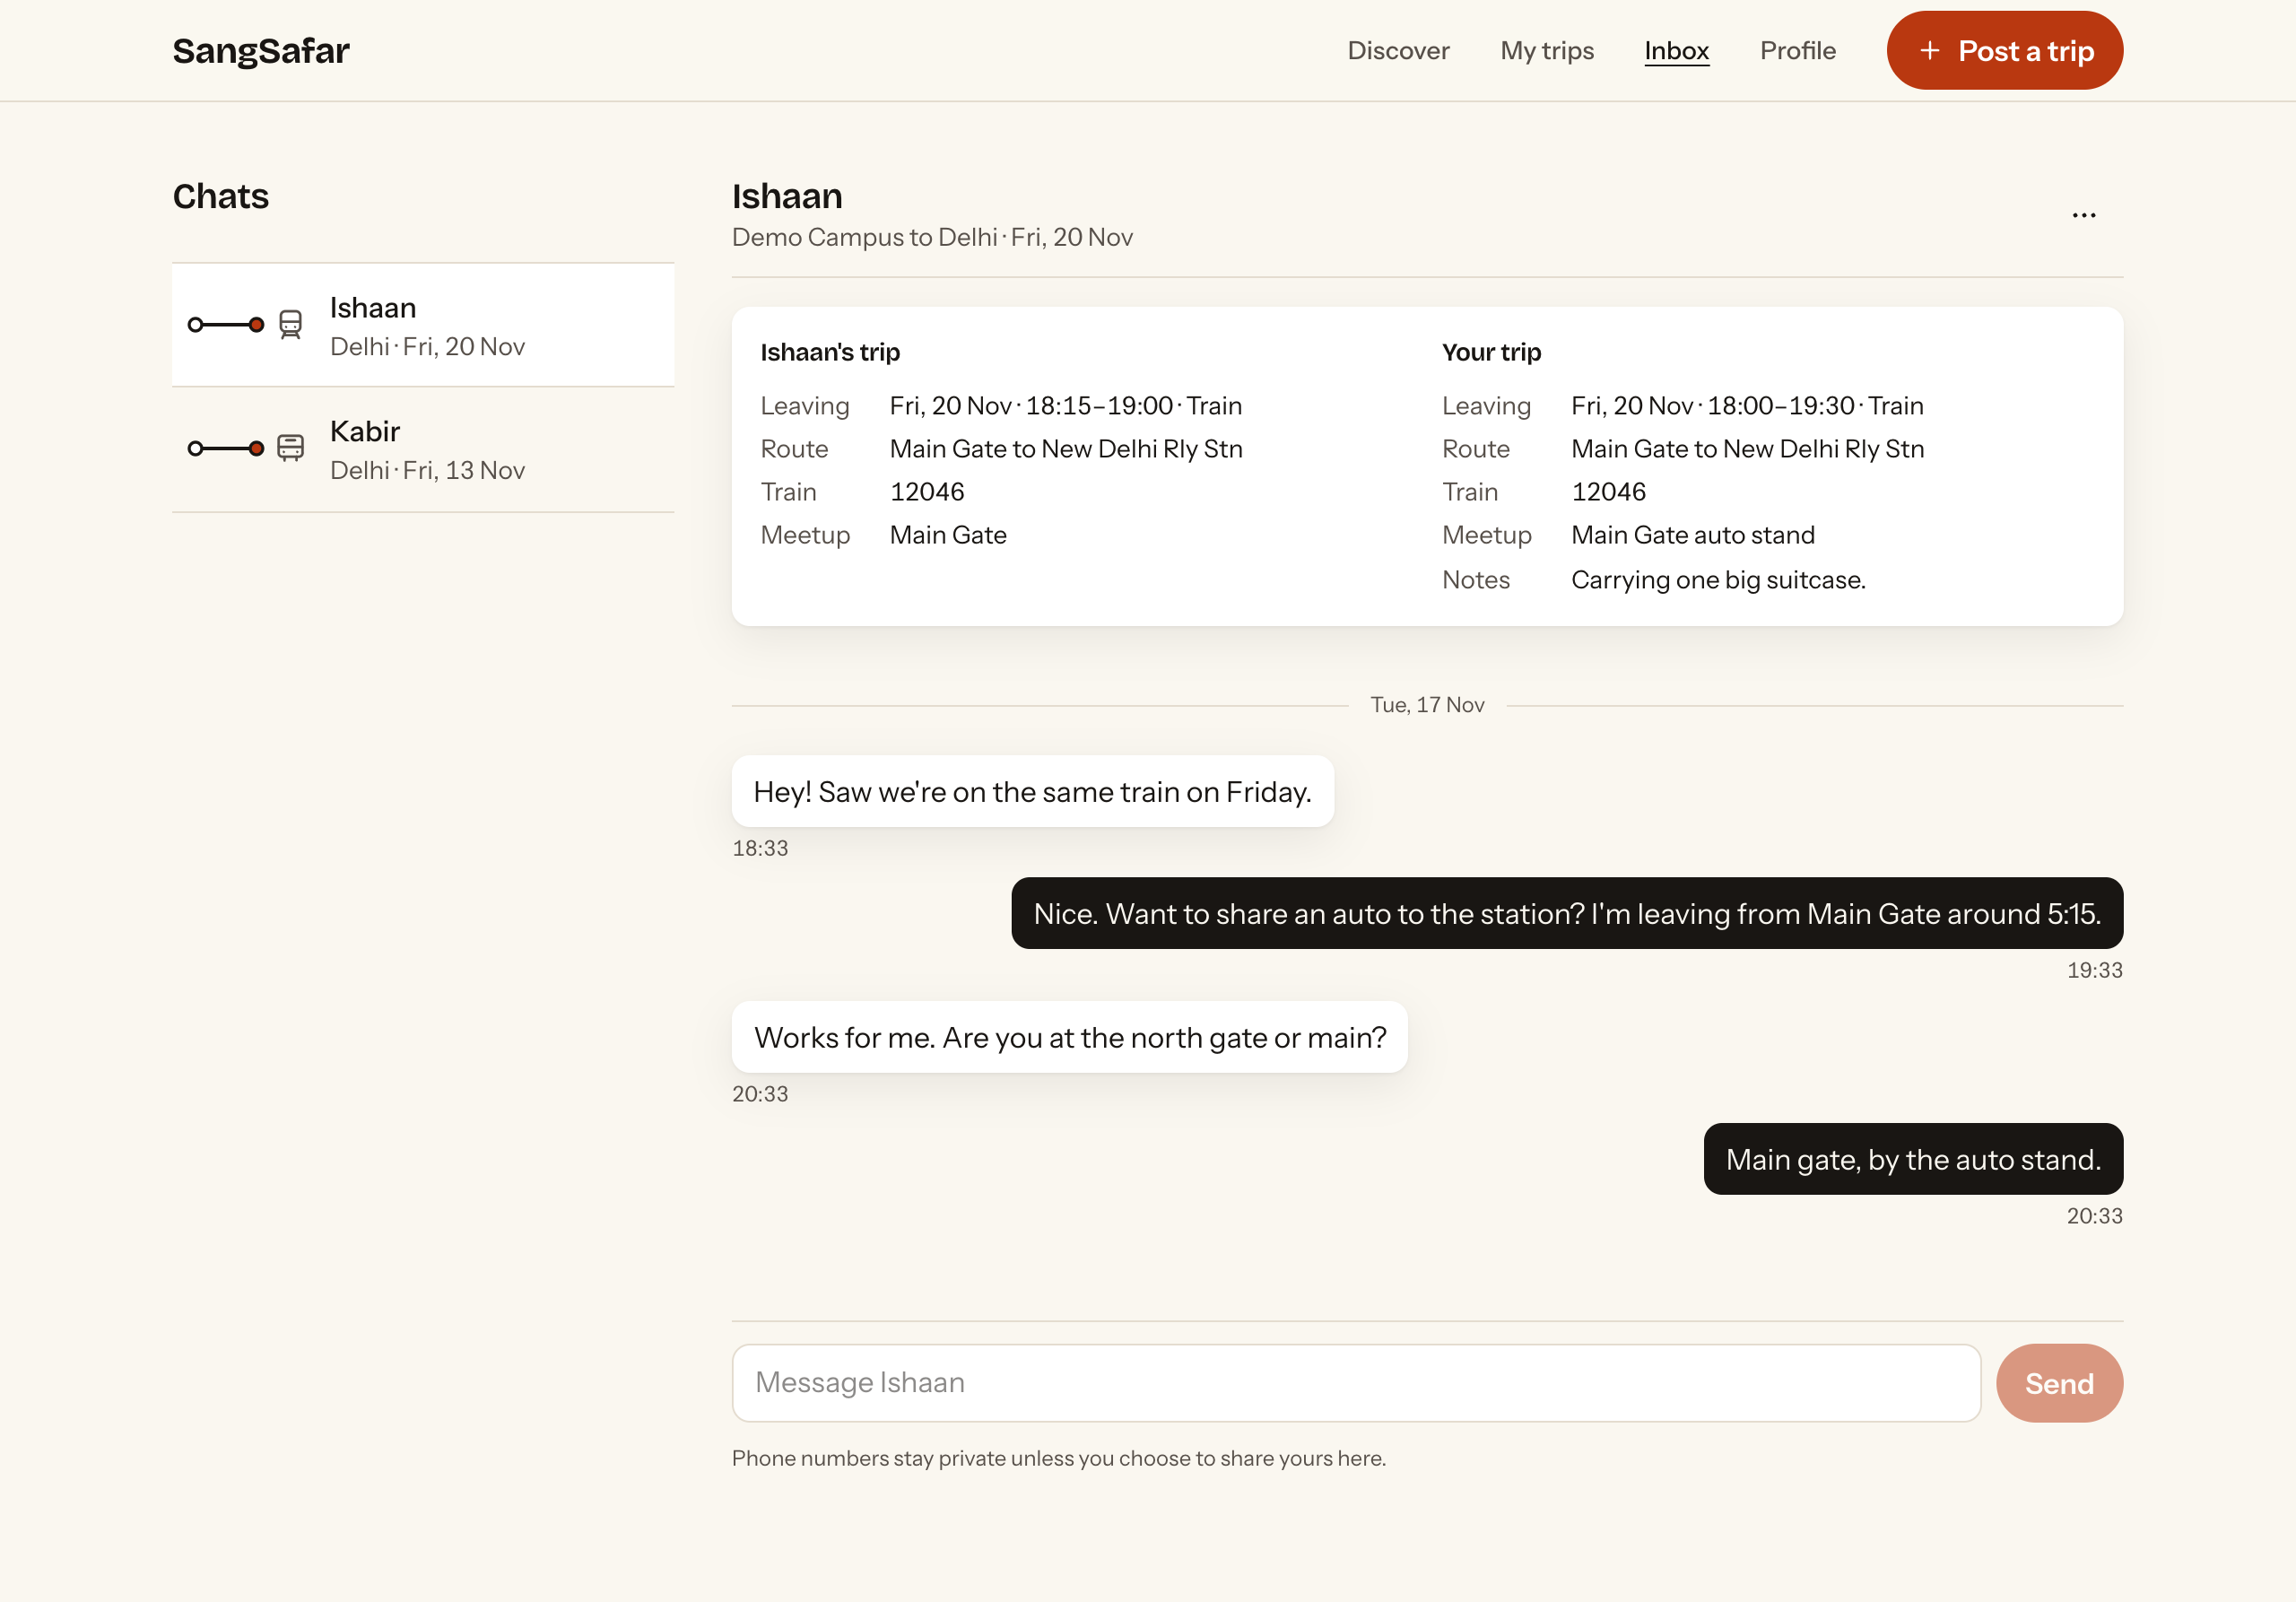 SangSafar
Discover My trips Inbox Profile + Post a trip
Chats
Ishaan
Delhi · Fri, 20 Nov
Kabir
Delhi · Fri, 13 Nov
Ishaan
Demo Campus to Delhi · Fri, 20 Nov
...
Ishaan's trip
Leaving Fri, 20 Nov · 18:15–19:00 · Train
Route Main Gate to New Delhi Rly Stn
Train 12046
Meetup Main Gate
Your trip
Leaving Fri, 20 Nov · 18:00–19:30 · Train
Route Main Gate to New Delhi Rly Stn
Train 12046
Meetup Main Gate auto stand
Notes Carrying one big suitcase.
Tue, 17 Nov
Hey! Saw we're on the same train on Friday.
18:33
Nice. Want to share an auto to the station? I'm leaving from Main Gate around 5:15.
19:33
Works for me. Are you at the north gate or main?
20:33
Main gate, by the auto stand.
20:33
Message Ishaan
Send
Phone numbers stay private unless you choose to share yours here.